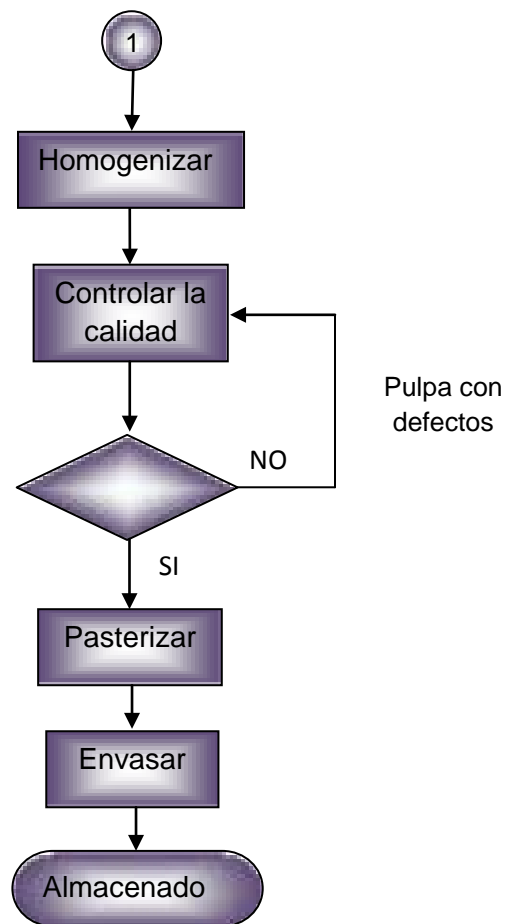 1
Homogenizar
Controlar la
calidad
Pulpa con
defectos
NO
SI
Pasterizar
Envasar
Almacenado